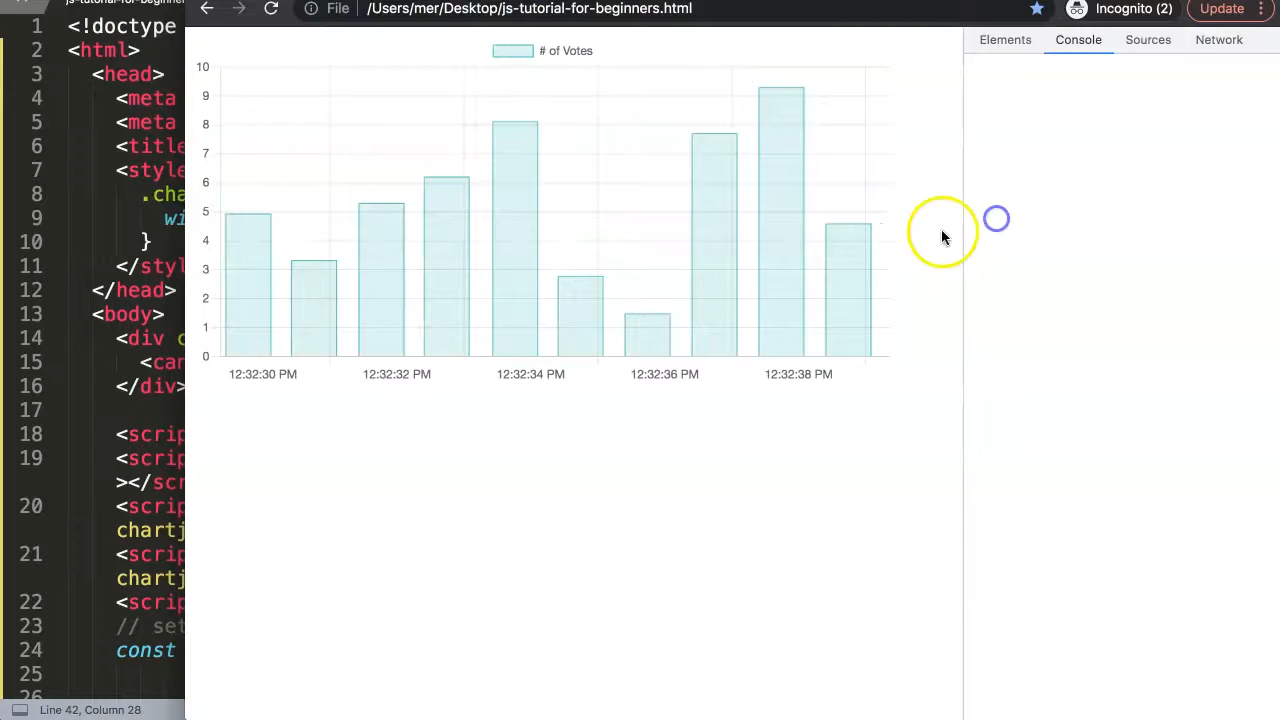 js-tutorial-for-beginners
/Users/mer/Desktop/js-tutorial-for-beginners.html
File
Incognito (2)
Update
Elements
Console
Sources
Network
1 <!doctype
2 <html>
3 <head>
4 <meta
5 <meta
6 <title
7 <style
8 .cha
9 wi
10 }
11 </style
12 </head>
13 <body>
14 <div c
15 <can
16 </div>
17
18 <scrip
19 <scrip
></scr
20 <scrip
chartj
21 <scrip
chartj
22 <scrip
23 // set
24 const
25
26
Line 42, Column 28
# of Votes
10
9
8
7
6
5
4
3
2
1
0
12:32:30 PM
12:32:32 PM
12:32:34 PM
12:32:36 PM
12:32:38 PM